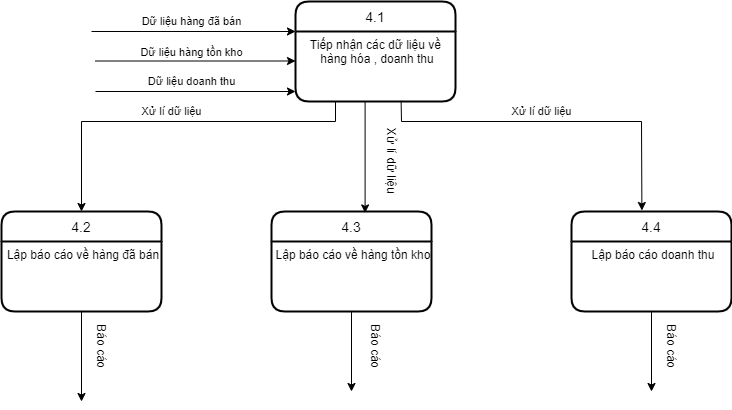 4.1
Dữ liệu hàng đã bán
Dữ liệu hàng tồn kho
Dữ liệu doanh thu
Tiếp nhận các dữ liệu về
hàng hóa , doanh thu
Xử lí dữ liệu
Xử lí dữ liệu
Xử lí dữ liệu
4.2
Lập báo cáo về hàng đã bán
4.3
Lập báo cáo về hàng tồn kho
4.4
Lập báo cáo doanh thu
Báo cáo
Báo cáo
Báo cáo